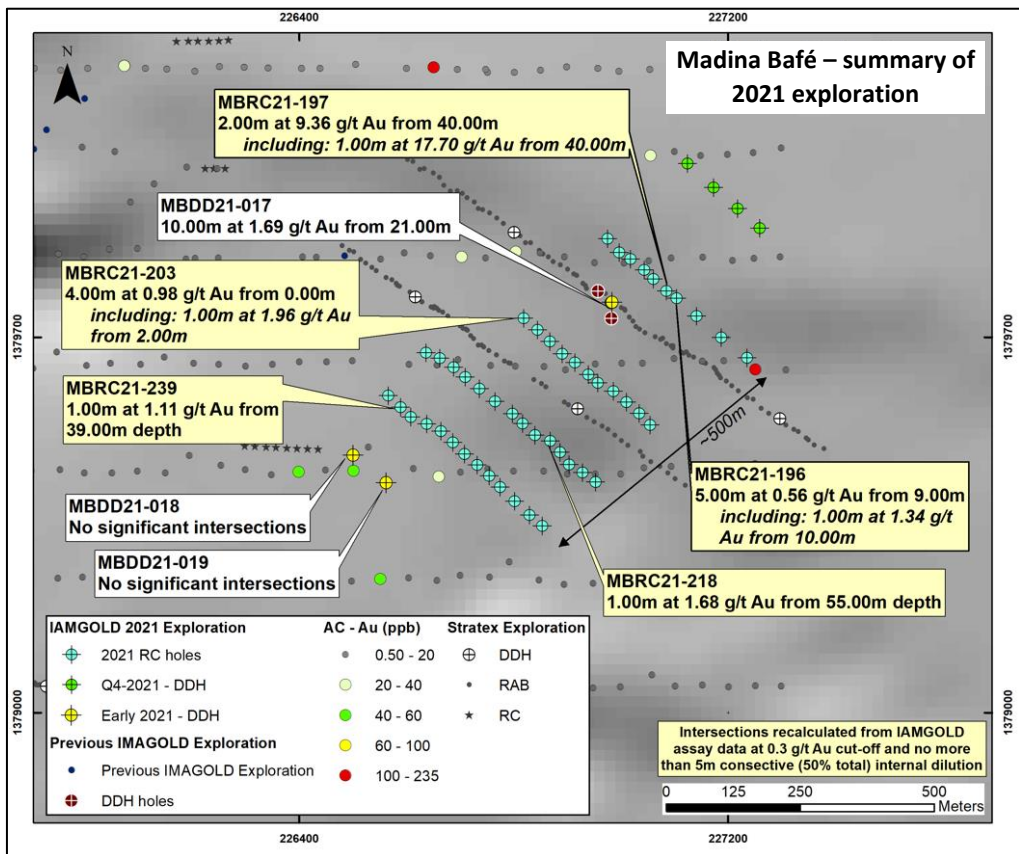 226400
227200
N
Madina Bafé – summary of
2021 exploration
MBRC21-197
2.00m at 9.36 g/t Au from 40.00m
including: 1.00m at 17.70 g/t Au from 40.00m
MBDD21-017
10.00m at 1.69 g/t Au from 21.00m
MBRC21-203
4.00m at 0.98 g/t Au from 0.00m
including: 1.00m at 1.96 g/t Au
from 2.00m
1379700
1379700
MBRC21-239
1.00m at 1.11 g/t Au from
39.00m depth
~500m
MBDD21-018
No significant intersections
MBRC21-196
5.00m at 0.56 g/t Au from 9.00m
including: 1.00m at 1.34 g/t
Au from 10.00m
MBDD21-019
No significant intersections
MBRC21-218
1.00m at 1.68 g/t Au from 55.00m depth
IAMGOLD 2021 Exploration
2021 RC holes
Q4-2021 - DDH
Early 2021 - DDH
Previous IMAGOLD Exploration
Previous IMAGOLD Exploration
DDH holes
AC - Au (ppb)
0.50 - 20
20 - 40
40 - 60
60 - 100
100 - 235
Stratex Exploration
DDH
RAB
RC
1379000
1379000
Intersections recalculated from IAMGOLD
assay data at 0.3 g/t Au cut-off and no more
than 5m consective (50% total) internal dilution
0 125 250 500
Meters
226400
227200